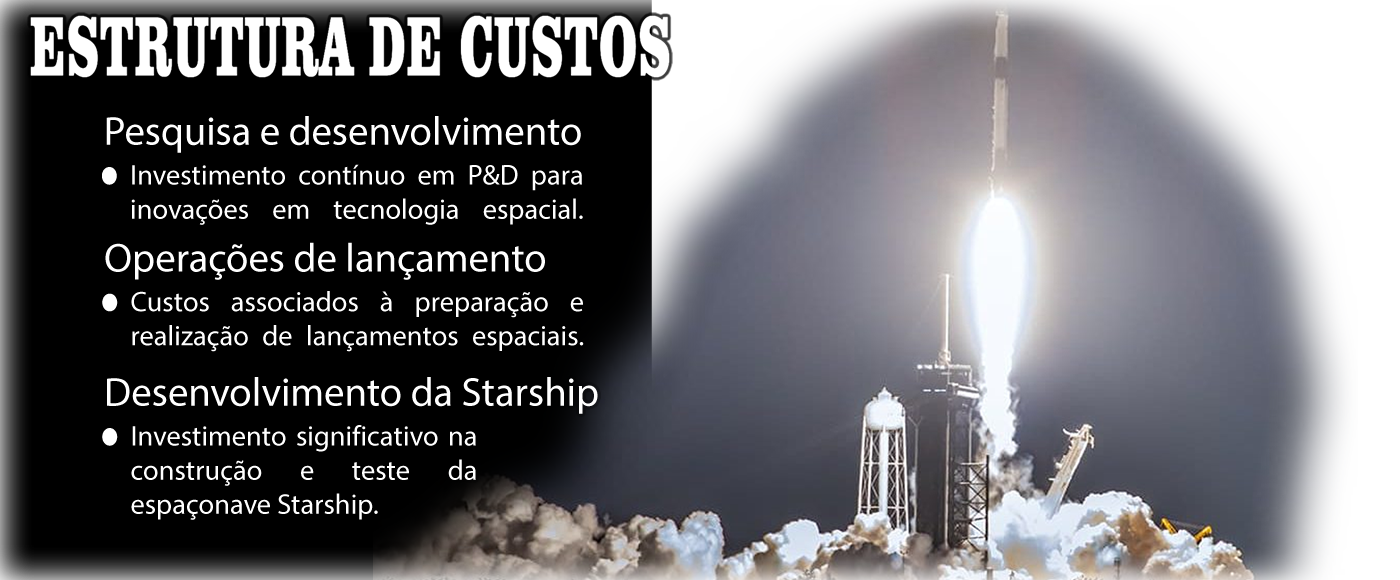 ESTRUTURA DE CUSTOS
Pesquisa e desenvolvimento
● Investimento contínuo em P&D para
inovações em tecnologia espacial.
Operações de lançamento
● Custos associados à preparação e
realização de lançamentos espaciais.
Desenvolvimento da Starship
● Investimento significativo na
construção e teste da
espaçonave Starship.